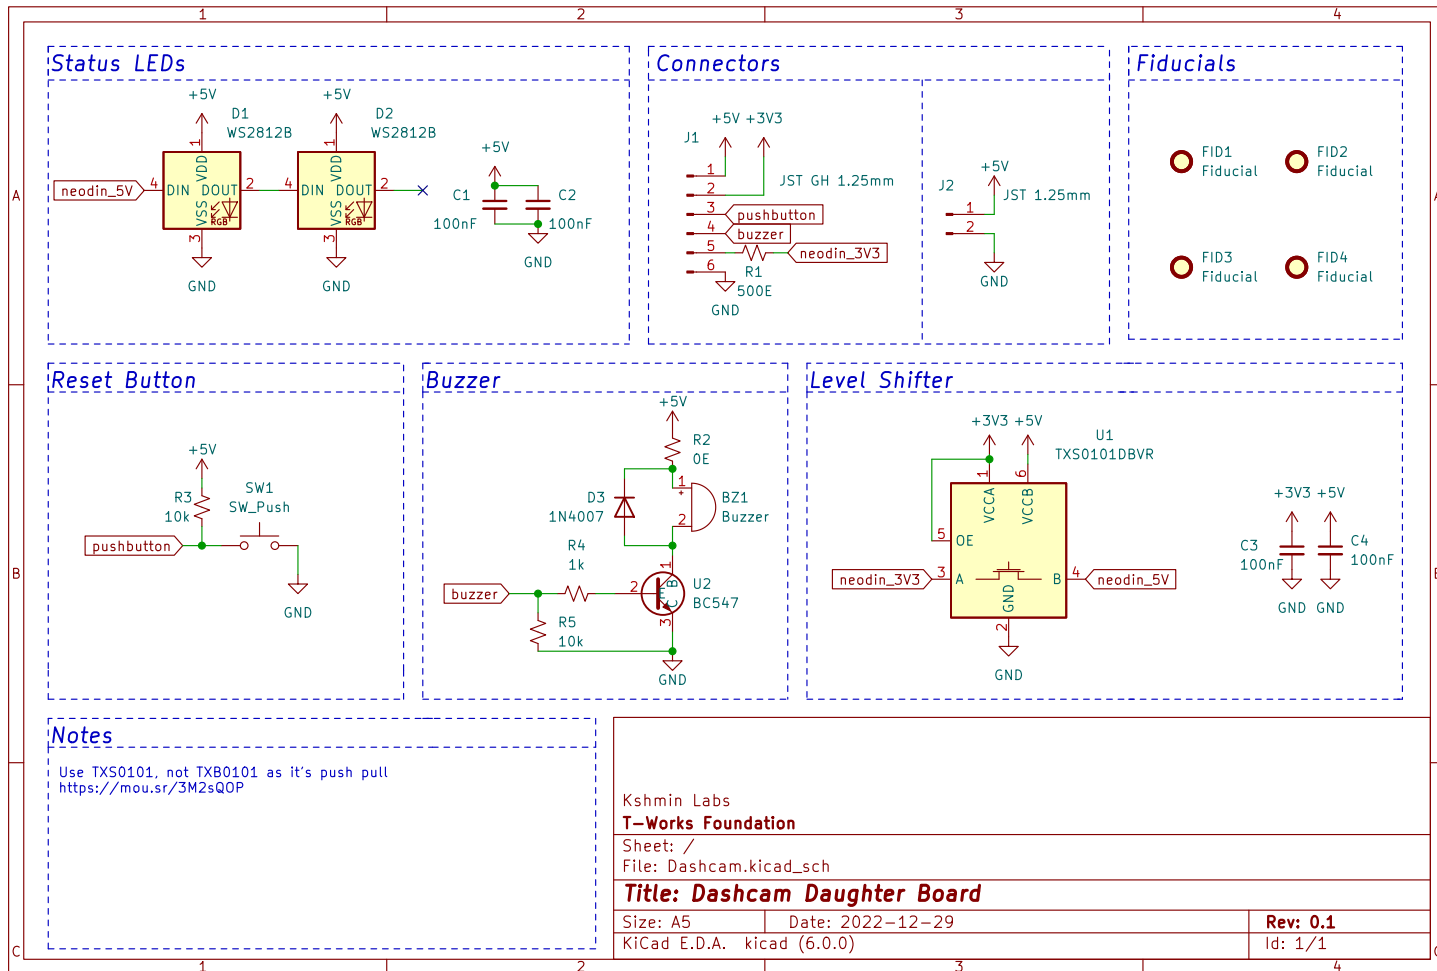 1 2 3 4
A
B
C
A
B
C
1 2 3 4
Status LEDs
+5V
D1
WS2812B
+5V
D2
WS2812B
neodin_5V
4 DIN DOUT 2
VDD 1
VSS 3
RGB
GND
4 DIN DOUT 2
VDD 1
VSS 3
RGB
GND
+5V
C1
100nF
C2
100nF
GND
Connectors
J1
+5V +3V3
JST GH 1.25mm
1
2
3 pushbutton
4 buzzer
5 neodin_3V3
6
R1
500E
GND
J2
+5V
JST 1.25mm
1
2
GND
Fiducials
FID1
Fiducial
FID2
Fiducial
FID3
Fiducial
FID4
Fiducial
Reset Button
+5V
R3
10k
SW1
SW_Push
pushbutton
GND
Buzzer
+5V
R2
0E
D3
1N4007
1
+
2
BZ1
Buzzer
R4
1k
buzzer
R5
10k
1
2
3
C B E
U2
BC547
GND
Level Shifter
+3V3 +5V
U1
TXS0101DBVR
1 6
VCCA VCCB
5 OE
neodin_3V3 3 A
B 4 neodin_5V
GND
2
GND
+3V3 +5V
C3
100nF
C4
100nF
GND GND
Notes
Use TXS0101, not TXB0101 as it's push pull
https://mou.sr/3M2sQOP
Kshmin Labs
T-Works Foundation
Sheet: /
File: Dashcam.kicad_sch
Title: Dashcam Daughter Board
Size: A5 Date: 2022-12-29 Rev: 0.1
KiCad E.D.A. kicad (6.0.0) Id: 1/1